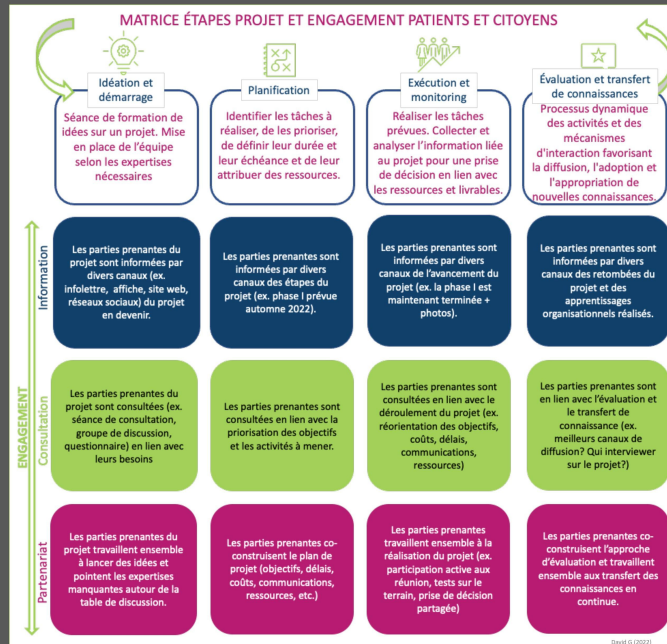 MATRICE ÉTAPES PROJET ET ENGAGEMENT PATIENTS ET CITOYENS
Idéation et
démarrage
Séance de formation de
idées sur un projet. Mise
en place de l'équipe
selon les expertises
nécessaires
Planification
Identifier les tâches à
réaliser, de les prioriser,
de définir leur durée et
leur échéance et de leur
attribuer des ressources.
Exécution et
monitoring
Réaliser les tâches
prévues. Collecter et
analyser l'information liée
au projet pour une prise
de décision en lien avec
les ressources et livrables.
Évaluation et transfert
de connaissances
Processus dynamique
des activités et des
mécanismes
d'interaction favorisant
la diffusion, l'adoption et
l'appropriation de
nouvelles connaissances.
ENGAGEMENT
Information
Les parties prenantes du
projet sont informées par
divers canaux (ex.
infolettre, affiche, site web,
réseaux sociaux) du projet
en devenir.
Les parties prenantes sont
informées par divers
canaux des étapes du
projet (ex. phase I prévue
automne 2022).
Les parties prenantes sont
informées par divers
canaux de l'avancement du
projet (ex. la phase I est
maintenant terminée +
photos).
Les parties prenantes sont
informées par divers
canaux des retombées du
projet et des
apprentissages
organisationnels réalisés.
Consultation
Les parties prenantes du
projet sont consultées (ex.
séance de consultation,
groupe de discussion,
questionnaire) en lien avec
leurs besoins
Les parties prenantes sont
consultées en lien avec la
priorisation des objectifs
et les activités à mener.
Les parties prenantes sont
consultées en lien avec le
déroulement du projet (ex.
réorientation des objectifs,
coûts, délais,
communications,
ressources)
Les parties prenantes sont
en lien avec l'évaluation et
le transfert de
connaissance (ex.
meilleurs canaux de
diffusion? Qui interviewer
sur le projet?)
Partenariat
Les parties prenantes du
projet travaillent ensemble
à lancer des idées et
pointent les expertises
manquantes autour de la
table de discussion.
Les parties prenantes co-
construisent le plan de
projet (objectifs, délais,
coûts, communications,
ressources, etc.)
Les parties prenantes
travaillent ensemble à la
réalisation du projet (ex.
participation active aux
réunion, tests sur le
terrain, prise de décision
partagée)
Les parties prenantes co-
construisent l'approche
d'évaluation et travaillent
ensemble aux transfert des
connaissances en
continue.
David G (2022)